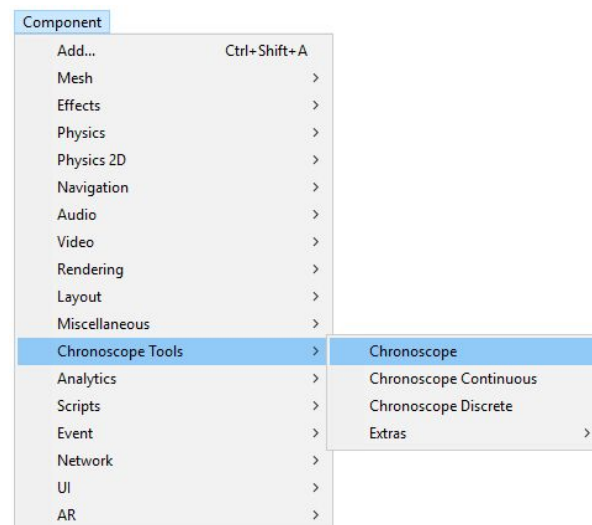 Component
Add... Ctrl+Shift+A
Mesh
Effects
Physics
Physics 2D
Navigation
Audio
Video
Rendering
Layout
Miscellaneous
Chronoscope Tools
Chronoscope
Analytics
Chronoscope Continuous
Scripts
Chronoscope Discrete
Event
Extras
Network
UI
AR